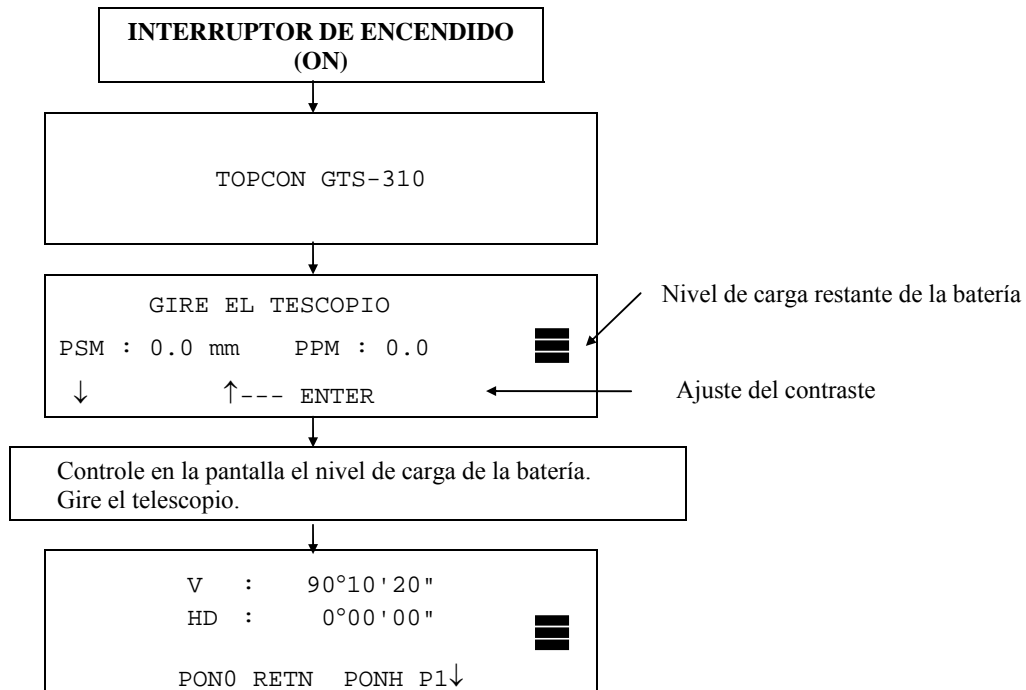 INTERRUPTOR DE ENCENDIDO
(ON)
TOPCON GTS-310
GIRE EL TESCOPIO
PSM : 0.0 mm PPM : 0.0
↓ ↑--- ENTER
Nivel de carga restante de la batería
Ajuste del contraste
Controle en la pantalla el nivel de carga de la batería.
Gire el telescopio.
V : 90°10'20"
HD : 0°00'00"
PON0 RETN PONH P1↓